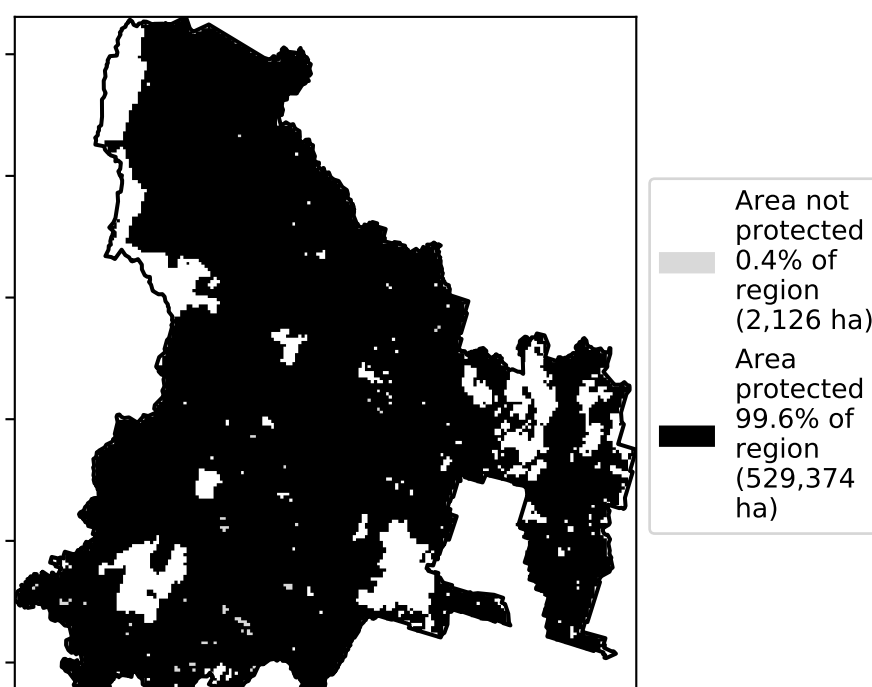 Area not
protected
0.4% of
region
(2,126 ha)
Area
protected
99.6% of
region
(529,374
ha)